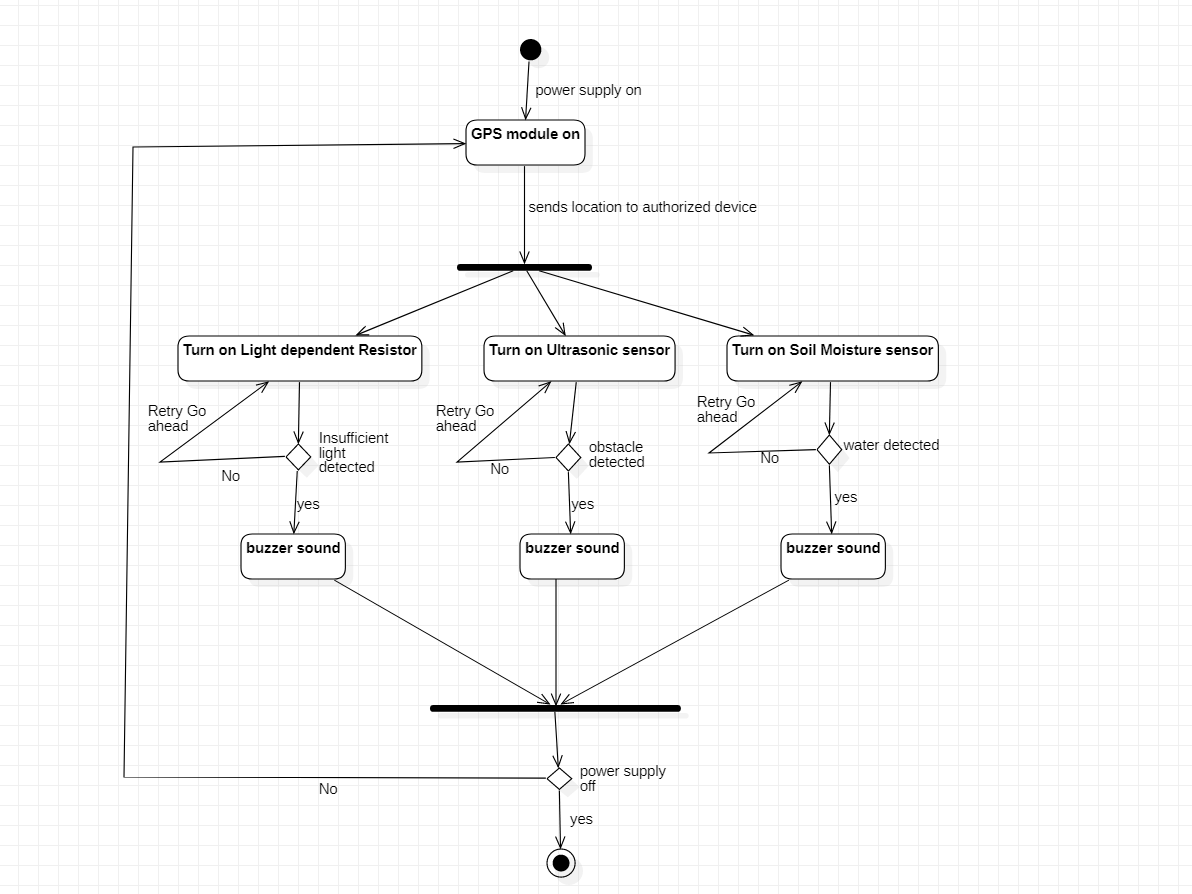 power supply on
GPS module on
sends location to authorized device
Turn on Light dependent Resistor
Turn on Ultrasonic sensor
Turn on Soil Moisture sensor
Retry Go
ahead
Insufficient
light
detected
No
yes
Retry Go
ahead
obstacle
detected
No
yes
Retry Go
ahead
water detected
No
yes
buzzer sound
buzzer sound
buzzer sound
power supply
off
No
yes